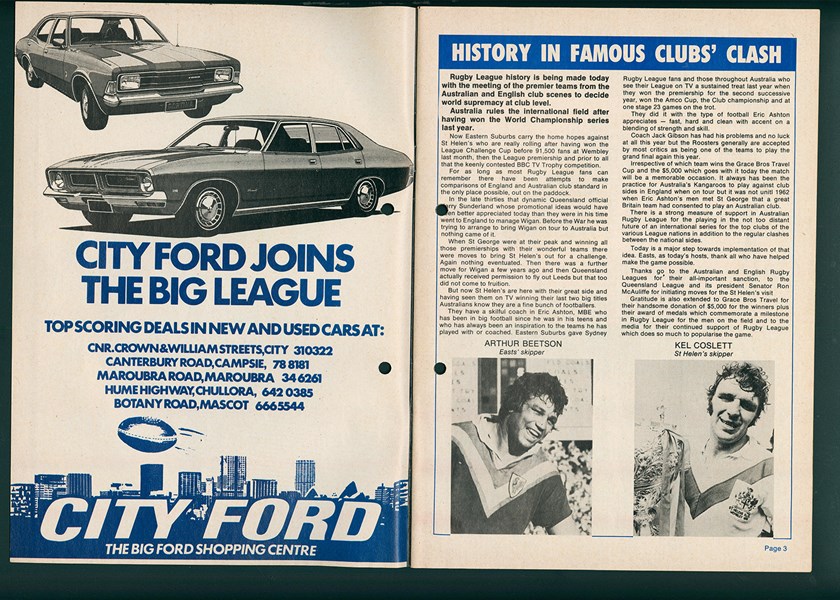 CITY FORD JOINS
THE BIG LEAGUE
TOP SCORING DEALS IN NEW AND USED CARS AT:
CNR. CROWN & WILLIAM STREETS, CITY 310322
CANTERBURY ROAD, CAMPSIE, 78 8181
MAROUBRA ROAD, MAROUBRA 34 6261
HUME HIGHWAY, CHULLORA, 642 0385
BOTANY ROAD, MASCOT 666 5544
CITY FORD
THE BIG FORD SHOPPING CENTRE
HISTORY IN FAMOUS CLUBS' CLASH
Rugby League history is being made today
with the meeting of the premier teams from the
Australian and English club scenes to decide
world supremacy at club level.
Australia rules the international field after
having won the World Championship series
last year.
Now Eastern Suburbs carry the home hopes against
St Helen's who are really rolling after having won the
League Challenge Cup before 91,500 fans at Wembley
last month, then the League premiership and prior to all
that the keenly contested BBC TV Trophy competition.
For as long as most Rugby League fans can
remember there have been attempts to make
comparisons of England and Australian club standard in
the only place possible, out on the paddock.
In the late thirties that dynamic Queensland official
rry Sunderland whose promotional ideas would have
en better appreciated today than they were in his time
went to England to manage Wigan. Before the War he was
trying to arrange to bring Wigan on tour to Australia but
nothing came of it.
When St George were at their peak and winning all
those premierships with their wonderful teams there
were moves to bring St Helen's out for a challenge.
Again nothing eventuated. Then there was a further
move for Wigan a few years ago and then Queensland
actually received permission to fly out Leeds but that too
did not come to fruition.
But now St Helen's are here with their great side and
having seen them on TV winning their last two big titles
Australians know they are a fine bunch of footballers.
They have a skilful coach in Eric Ashton, MBE who
has been in big football since he was in his teens and
who has always been an inspiration to the teams he has
played with or coached. Eastern Suburbs gave Sydney
Rugby League fans and those throughout Australia who
see their League on TV a sustained treat last year when
they won the premiership for the second successive
year, won the Amco Cup, the Club championship and at
one stage 23 games on the trot.
They did it with the type of football Eric Ashton
appreciates — fast, hard and clean with accent on a
blending of strength and skill.
Coach Jack Gibson has had his problems and no luck
at all this year but the Roosters generally are accepted
by most critics as being one of the teams to play the
grand final again this year.
Irrespective of which team wins the Grace Bros Travel
Cup and the $5,000 which goes with it today the match
will be a memorable occasion. It always has been the
practice for Australia's Kangaroos to play against club
sides in England when on tour but it was not until 1962
when Eric Ashton's men met St George that a great
Britain team had consented to play an Australian club.
There is a strong measure of support in Australian
Rugby League for the playing in the not too distant
future of an international series for the top clubs of the
various League nations in addition to the regular clashes
between the national sides.
Today is a major step towards implementation of that
idea. Easts, as today's hosts, thank all who have helped
make the game possible.
Thanks go to the Australian and English Rugby
Leagues for their all-important sanction, to the
Queensland League and its president Senator Ron
McAuliffe for initiating moves for the St Helen's visit
Gratitude is also extended to Grace Bros Travel for
their handsome donation of $5,000 for the winners plus
their award of medals which commemorate a milestone
in Rugby League for the men on the field and to the
media for their continued support of Rugby League
which does so much to popularise the game.
ARTHUR BEETSON
Easts' skipper
KEL COSLETT
St Helen's skipper
Page 3